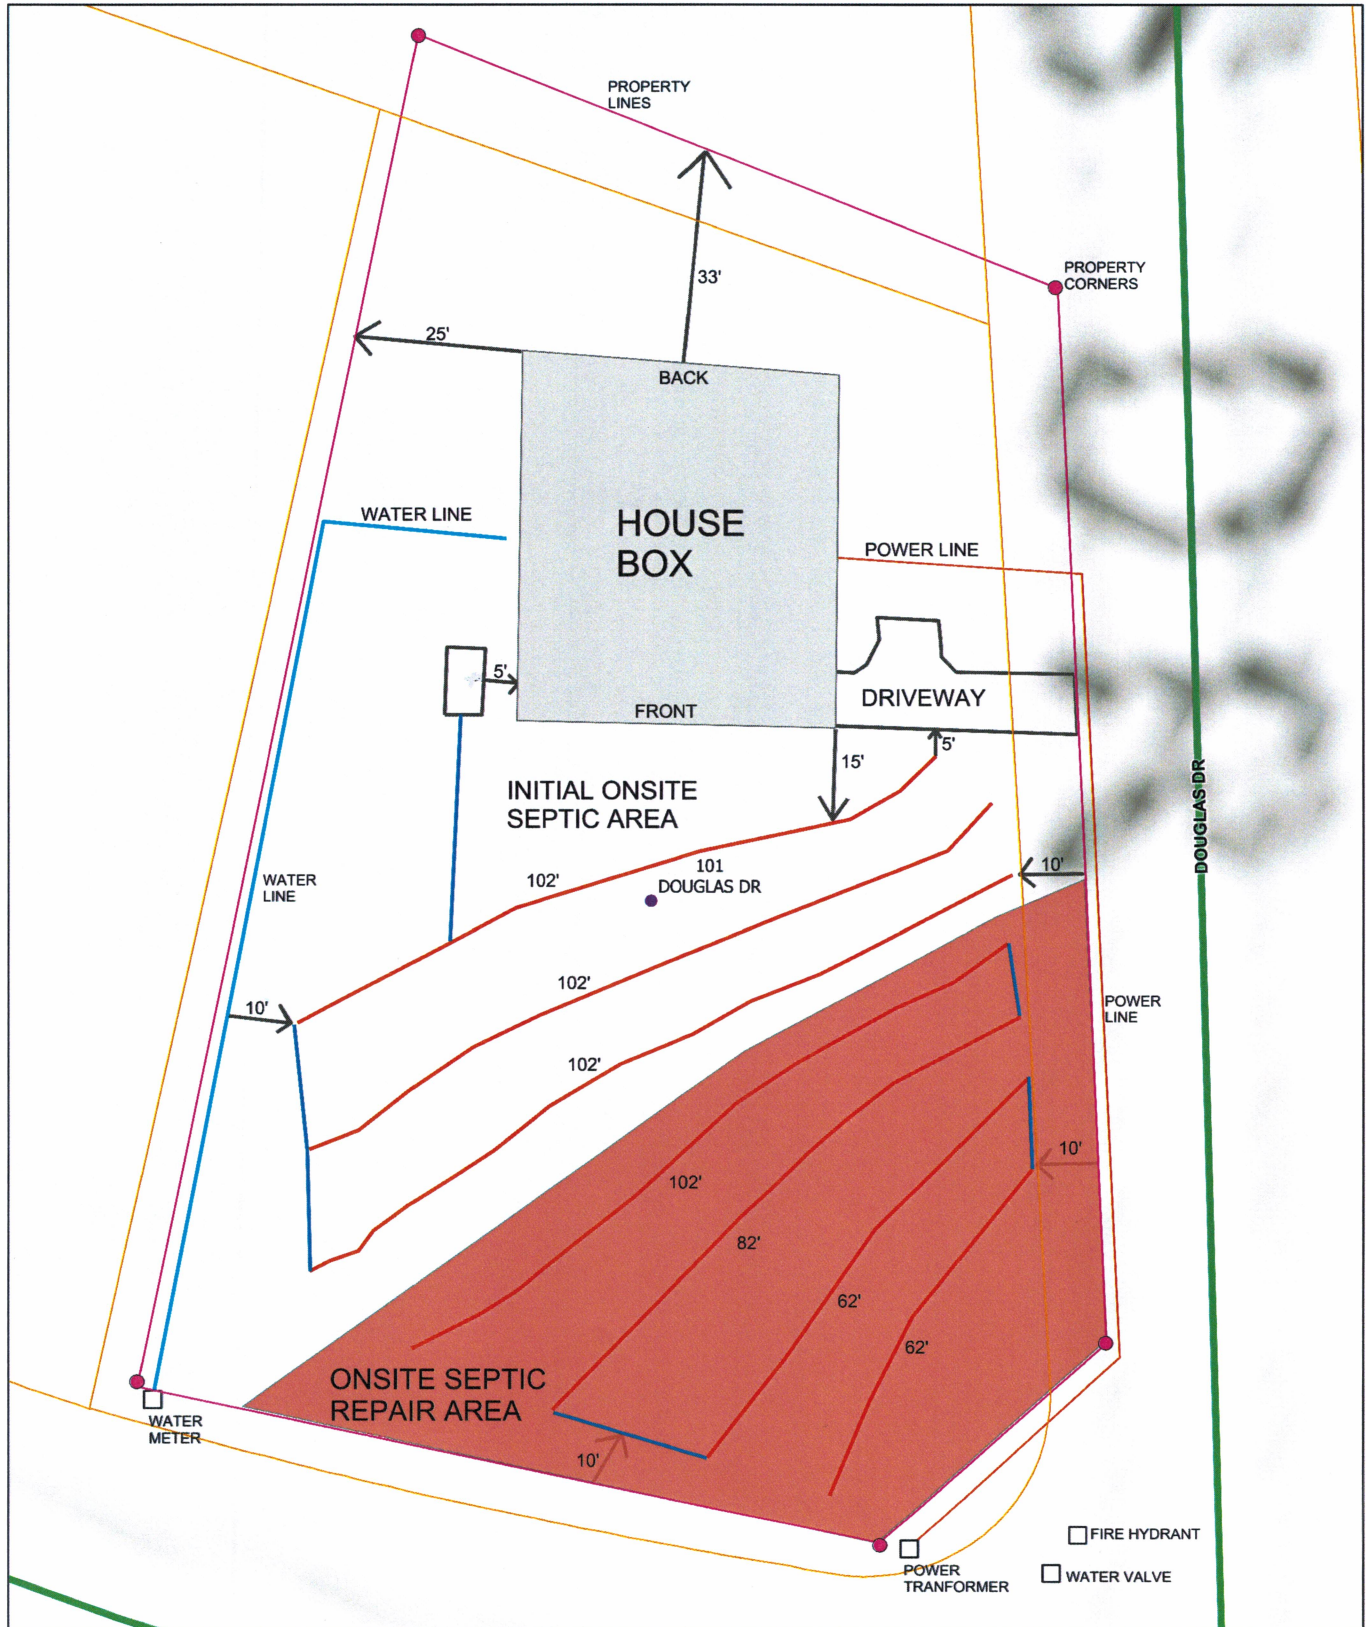 PROPERTY
LINES
PROPERTY
CORNERS
33'
25'
BACK
WATER LINE
HOUSE
BOX
POWER LINE
5'
DRIVEWAY
FRONT
5'
15'
INITIAL ONSITE
SEPTIC AREA
DOUGLAS DR
101
DOUGLAS DR
102'
10'
WATER
LINE
102'
10'
POWER
LINE
102'
10'
102'
82'
62'
62'
ONSITE SEPTIC
REPAIR AREA
WATER
METER
10'
FIRE HYDRANT
POWER
TRANFORMER
WATER VALVE